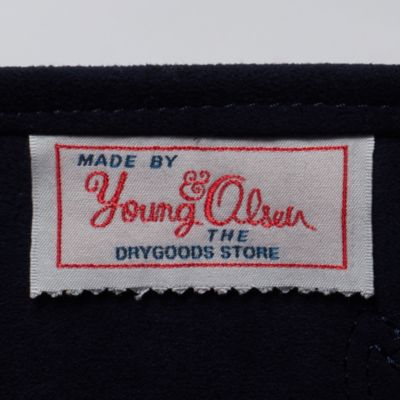 MADE BY
Young & Olsen
THE
DRYGOODS STORE